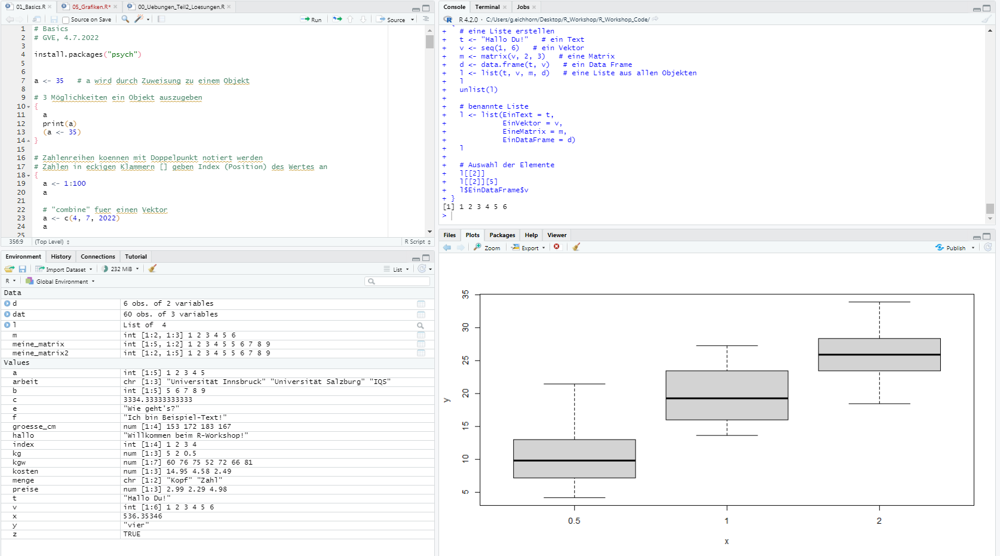 01_Basics.R 05_Grafiken.R* 00_Uebungen_Teil2_Loesungen.R
Source on Save Run Source
1 # Basics
2 # GVE, 4.7.2022
3
4 install.packages("psych")
5
6
7 a <- 35 # a wird durch Zuweisung zu einem Objekt
8
9 # 3 Möglichkeiten ein Objekt auszugeben
10 {
11 a
12 print(a)
13 (a <- 35)
14 }
15
16 # Zahlenreihen koennen mit Doppelpunkt notiert werden
17 # Zahlen in eckigen Klammern [] geben Index (Position) des Wertes an
18 {
19 a <- 1:100
20 a
21
22 # "combine" fuer einen Vektor
23 a <- c(4, 7, 2022)
24 a
25
356:9 (Top Level) R Script
Environment History Connections Tutorial
Import Dataset 232 MiB List
R Global Environment
Data
d 6 obs. of 2 variables
dat 60 obs. of 3 variables
l List of 4
m int [1:2, 1:3] 1 2 3 4 5 6
meine_matrix int [1:5, 1:2] 1 2 3 4 5 5 6 7 8 9
meine_matrix2 int [1:2, 1:5] 1 2 3 4 5 5 6 7 8 9
Values
a int [1:5] 1 2 3 4 5
arbeit chr [1:3] "Universität Innsbruck" "Universität Salzburg" "IQS"
b int [1:5] 5 6 7 8 9
c 3334.33333333333
e "Wie geht's?"
f "Ich bin Beispiel-Text!"
groesse_cm num [1:4] 153 172 183 167
hallo "Willkommen beim R-Workshop!"
index int [1:4] 1 2 3 4
kg num [1:3] 5 2 0.5
kgw num [1:7] 60 76 75 52 72 66 81
kosten num [1:3] 14.95 4.58 2.49
menge chr [1:2] "Kopf" "Zahl"
preise num [1:3] 2.99 2.29 4.98
t "Hallo Du!"
v int [1:6] 1 2 3 4 5 6
x 536.35346
y "vier"
z TRUE
Console Terminal Jobs
R 4.2.0 · C:/Users/g.eichhorn/Desktop/R_Workshop/R_Workshop_Code/
+ # eine Liste erstellen
+ t <- "Hallo Du!" # ein Text
+ v <- seq(1, 6) # ein Vektor
+ m <- matrix(v, 2, 3) # eine Matrix
+ d <- data.frame(t, v) # ein Data Frame
+ l <- list(t, v, m, d) # eine Liste aus allen Objekten
+ l
+ unlist(l)
+
+ # benannte Liste
+ l <- list(EinText = t,
+ EinVektor = v,
+ EineMatrix = m,
+ EinDataFrame = d)
+ l
+
+ # Auswahl der Elemente
+ l[[2]]
+ l[[2]][5]
+ l$EinDataFrame$v
+ }
[1] 1 2 3 4 5 6
>
Files Plots Packages Help Viewer
Zoom Export Publish
35
30
25
20
15
10
5
y
0.5 1 2
x